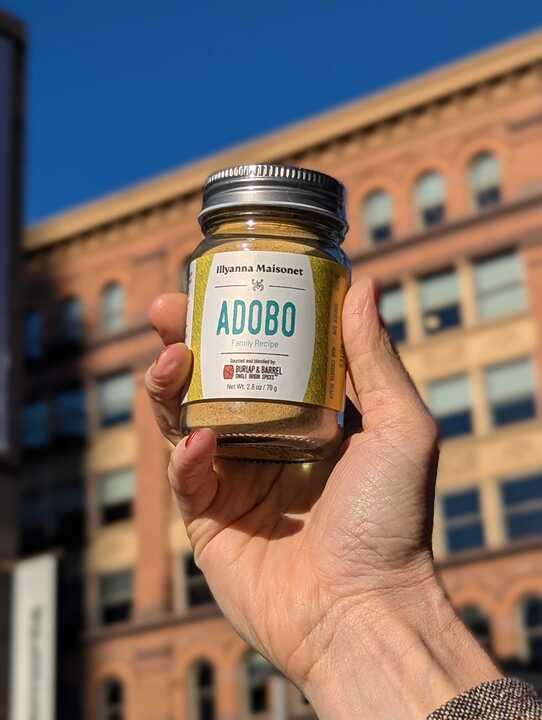 Illyanna Maisonet
ADOBO
Family Recipe
Sourced and blended by:
BURLAP & BARREL
SINGLE ORIGIN SPICES
Net Wt. 2.8 oz / 79 g